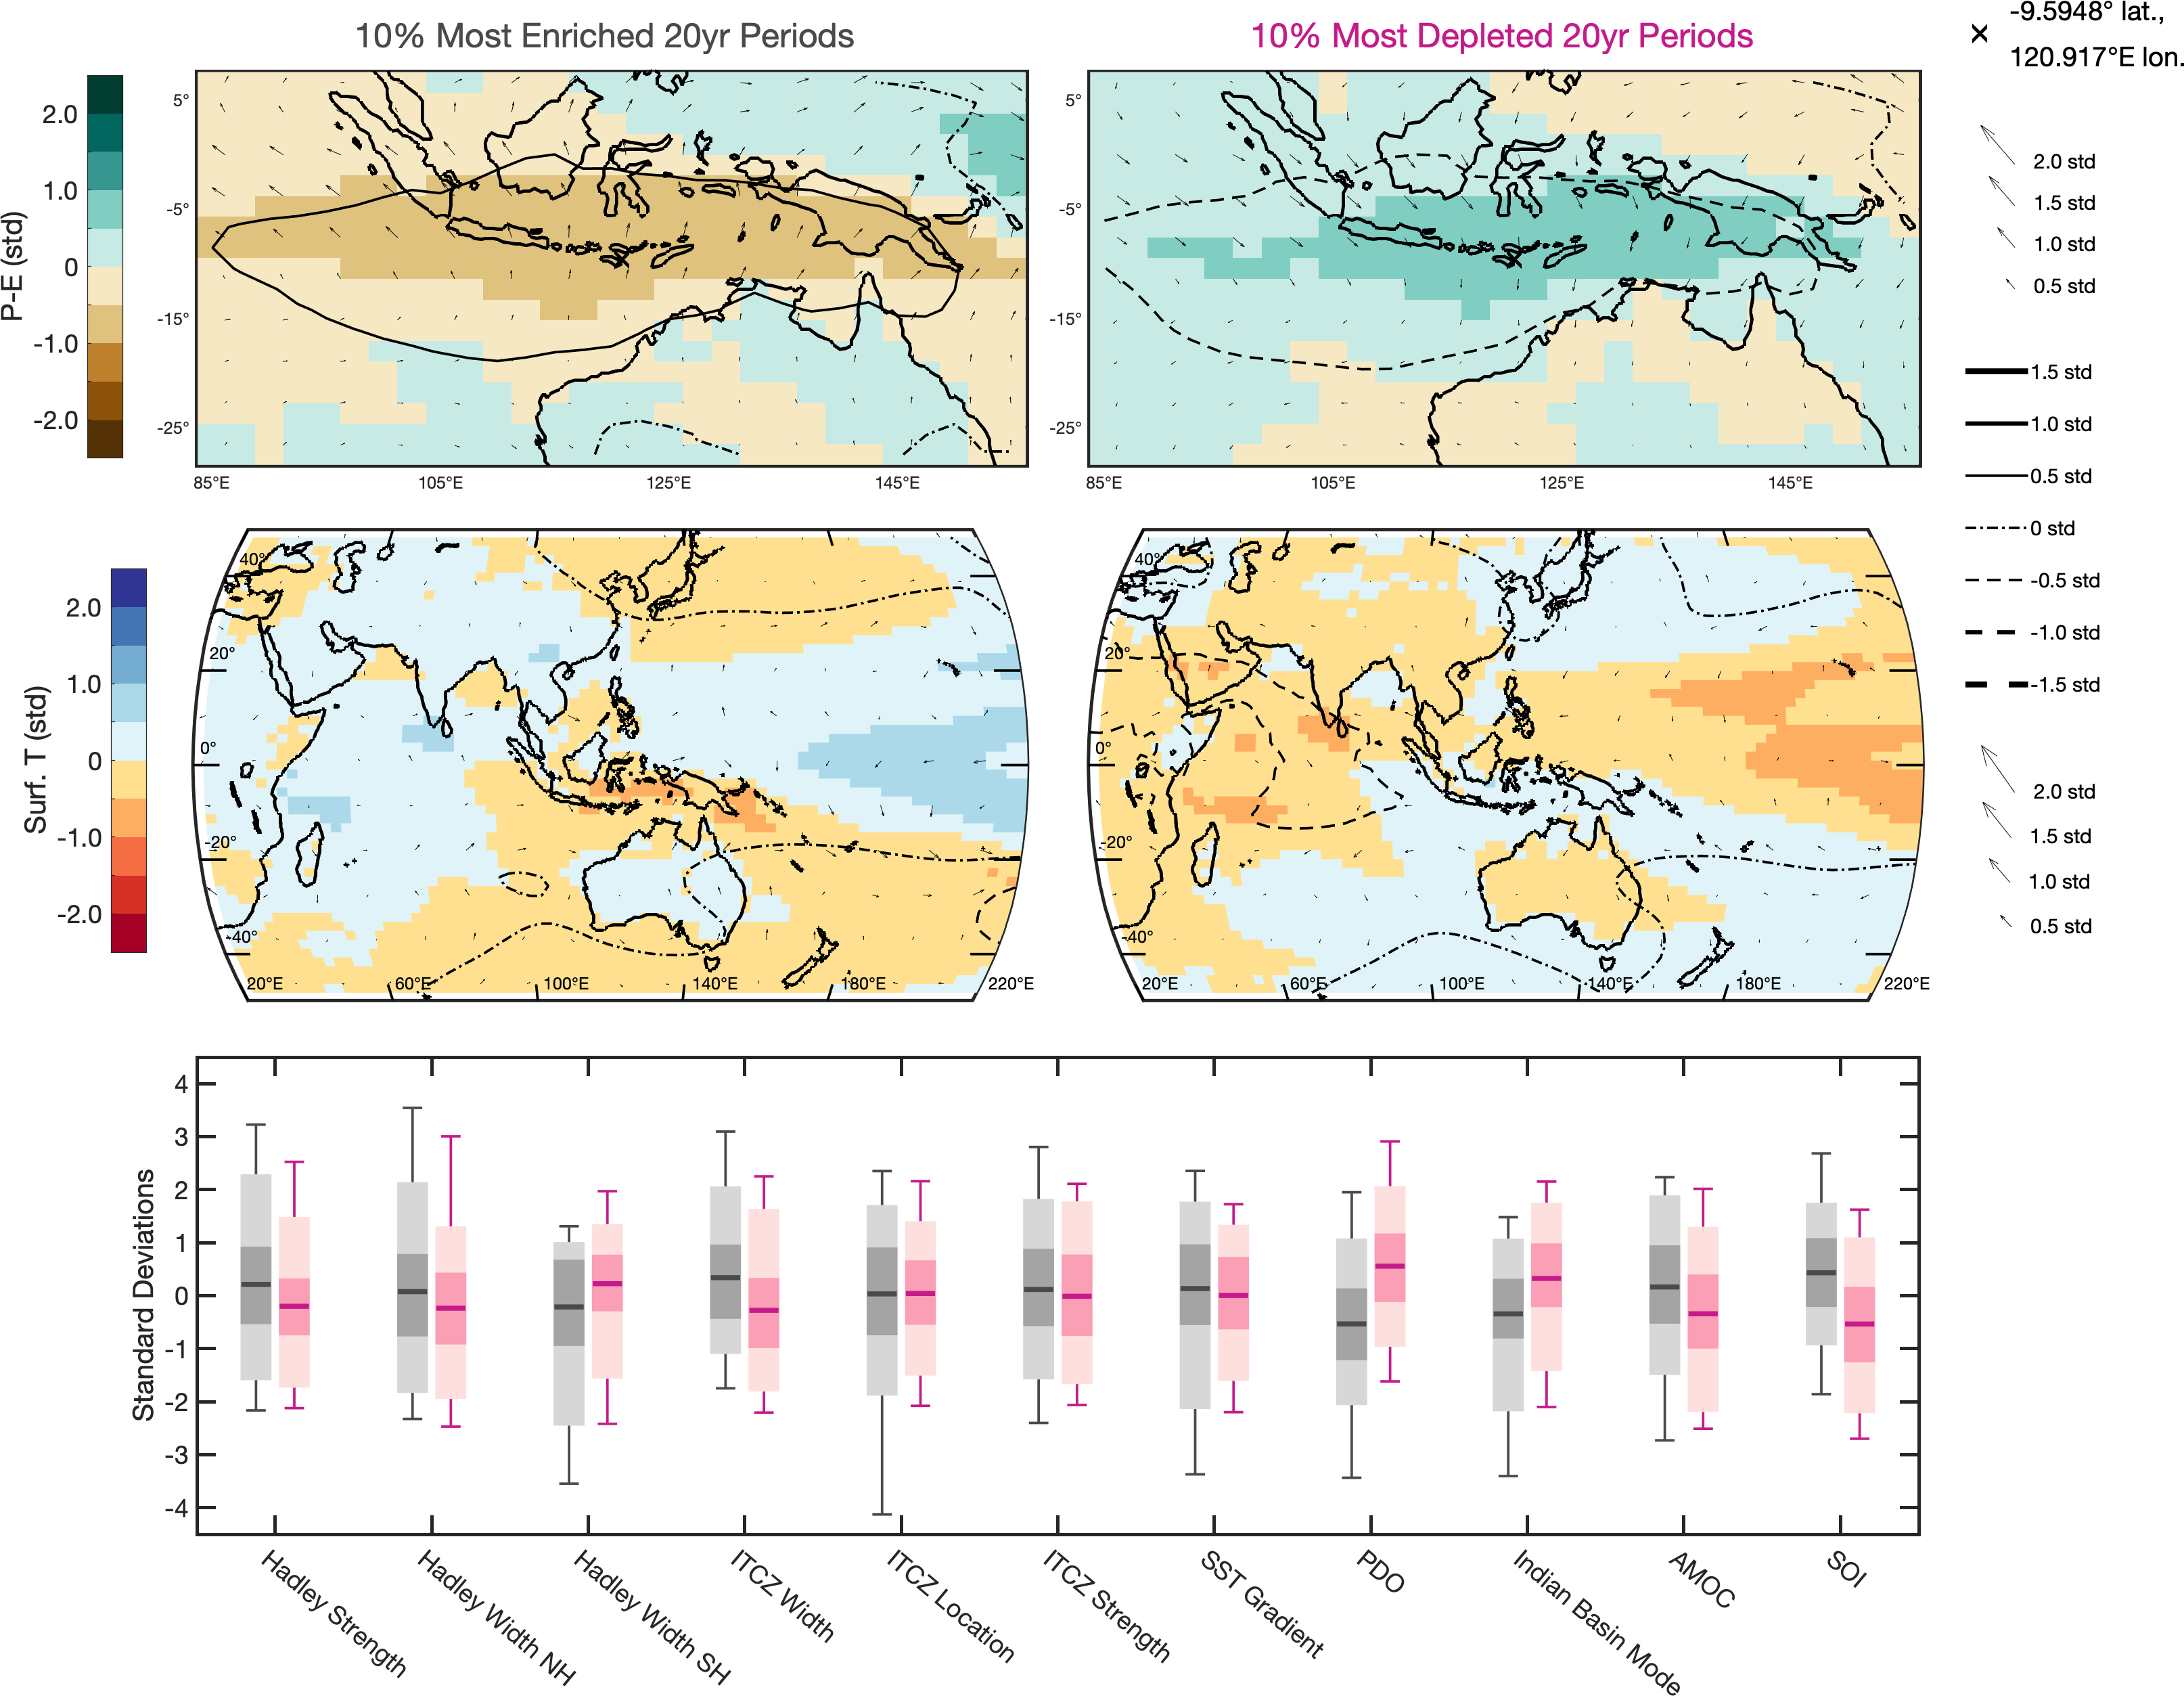 10% Most Enriched 20yr Periods
10% Most Depleted 20yr Periods
-9.5948° lat.,
120.917°E lon.
P-E (std)
2.0
1.0
0
-1.0
-2.0
5°
-5°
-15°
-25°
85°E
105°E
125°E
145°E
5°
-5°
-15°
-25°
85°E
105°E
125°E
145°E
2.0 std
1.5 std
1.0 std
0.5 std
1.5 std
1.0 std
0.5 std
0 std
-0.5 std
-1.0 std
-1.5 std
Surf. T (std)
2.0
1.0
0
-1.0
-2.0
40°
20°
0°
-20°
-40°
20°E
60°E
100°E
140°E
180°E
220°E
40°
20°
0°
-20°
-40°
20°E
60°E
100°E
140°E
180°E
220°E
2.0 std
1.5 std
1.0 std
0.5 std
Standard Deviations
4
3
2
1
0
-1
-2
-3
-4
Hadley Strength
Hadley Width NH
Hadley Width SH
ITCZ Width
ITCZ Location
ITCZ Strength
SST Gradient
PDO
Indian Basin Mode
AMOC
SOI